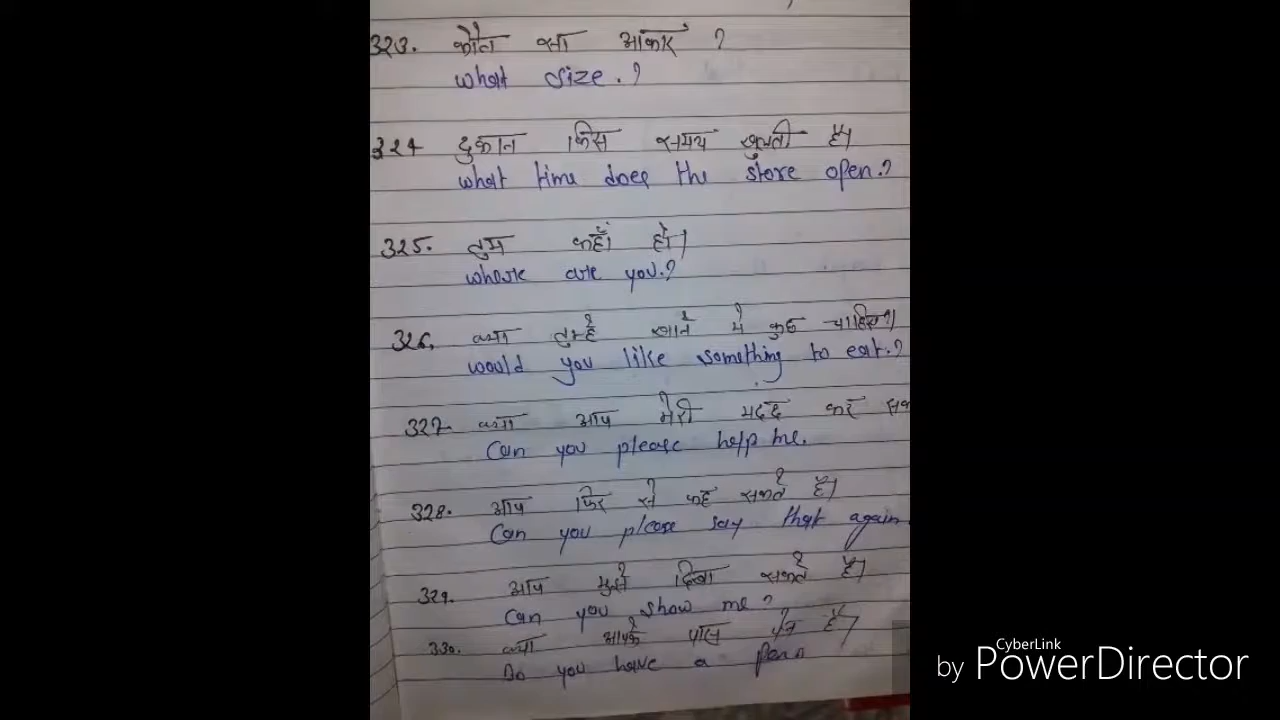 323. कौन सा आकार ?
what size.?
324 दुकान किस समय खुलती है।
what time does the store open.?
325. तुम कहाँ हो।
where are you.?
326. क्या तुम्हे खाने मे कुछ चाहिए।
would you like something to eat.?
327. क्या आप मेरी मदद कर सक
Can you please help me.
328. आप फिर से कह सकते है।
Can you please say that again
329. आप मुझे दिखा सकते है।
Can you show me ?
330. क्या आपके पास पेन है।
Do you have a pen
CyberLink
by PowerDirector